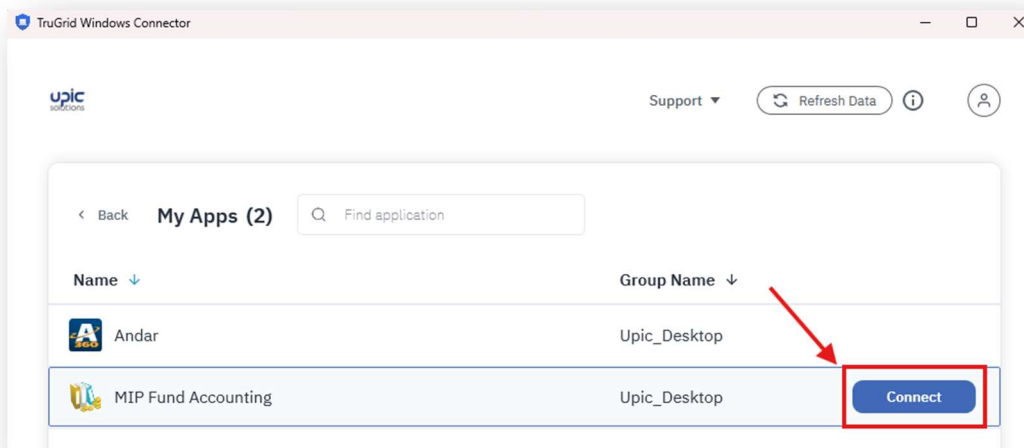 TruGrid Windows Connector
upic
solutions
Support
Refresh Data
Back
My Apps (2)
Find application
Name
Group Name
A
360
Andar
Upic_Desktop
MIP Fund Accounting
Upic_Desktop
Connect